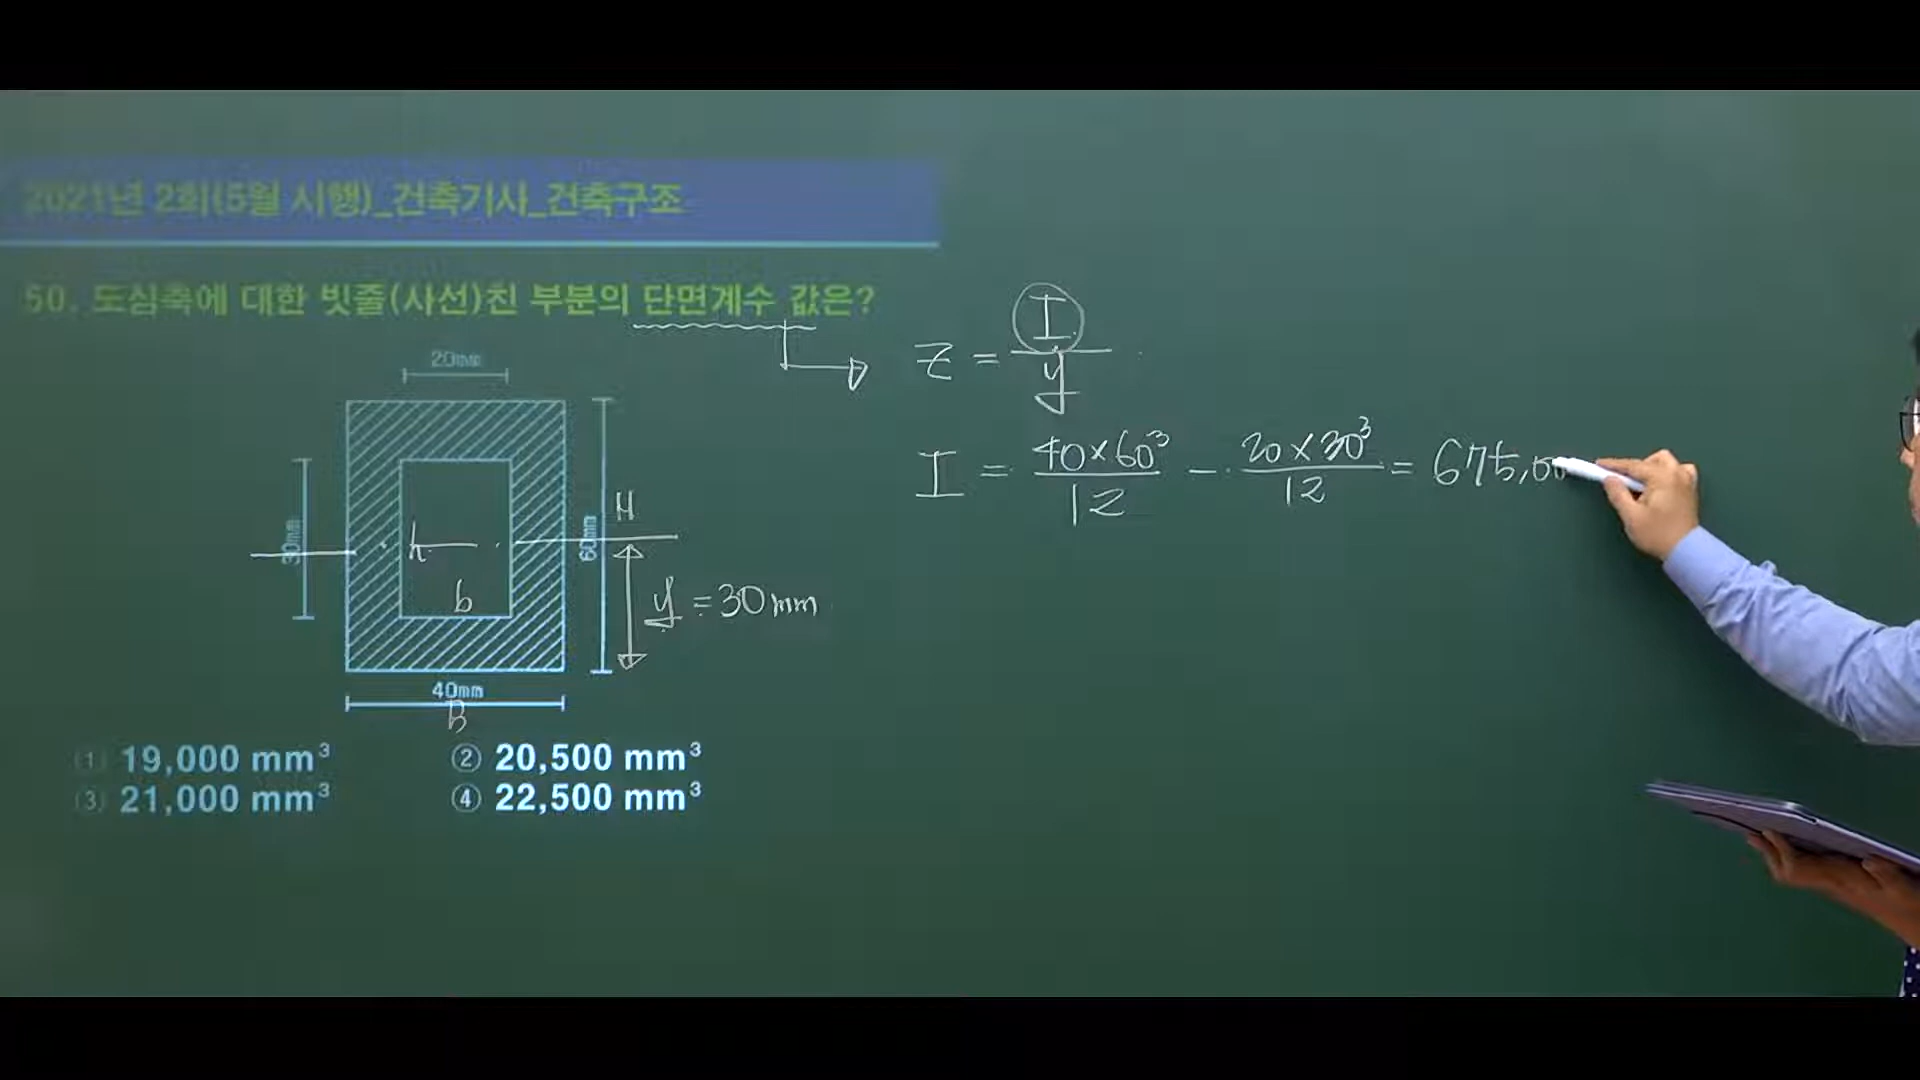 2021년 2회(5월 시행)_건축기사_건축구조
50. 도심축에 대한 빗줄(사선)친 부분의 단면계수 값은?
Z = I / y
20mm
I = 40×60³ / 12 − 20×30³ / 12 = 675,00
30mm
h
b
H
60mm
y = 30mm
40mm
B
① 19,000 mm³
② 20,500 mm³
③ 21,000 mm³
④ 22,500 mm³